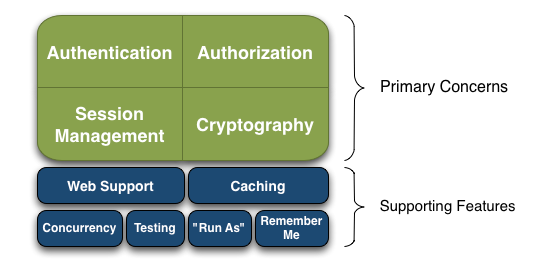 Authentication
Authorization
Primary Concerns
Session
Management
Cryptography
Web Support
Caching
Supporting Features
Concurrency
Testing
"Run As"
Remember
Me